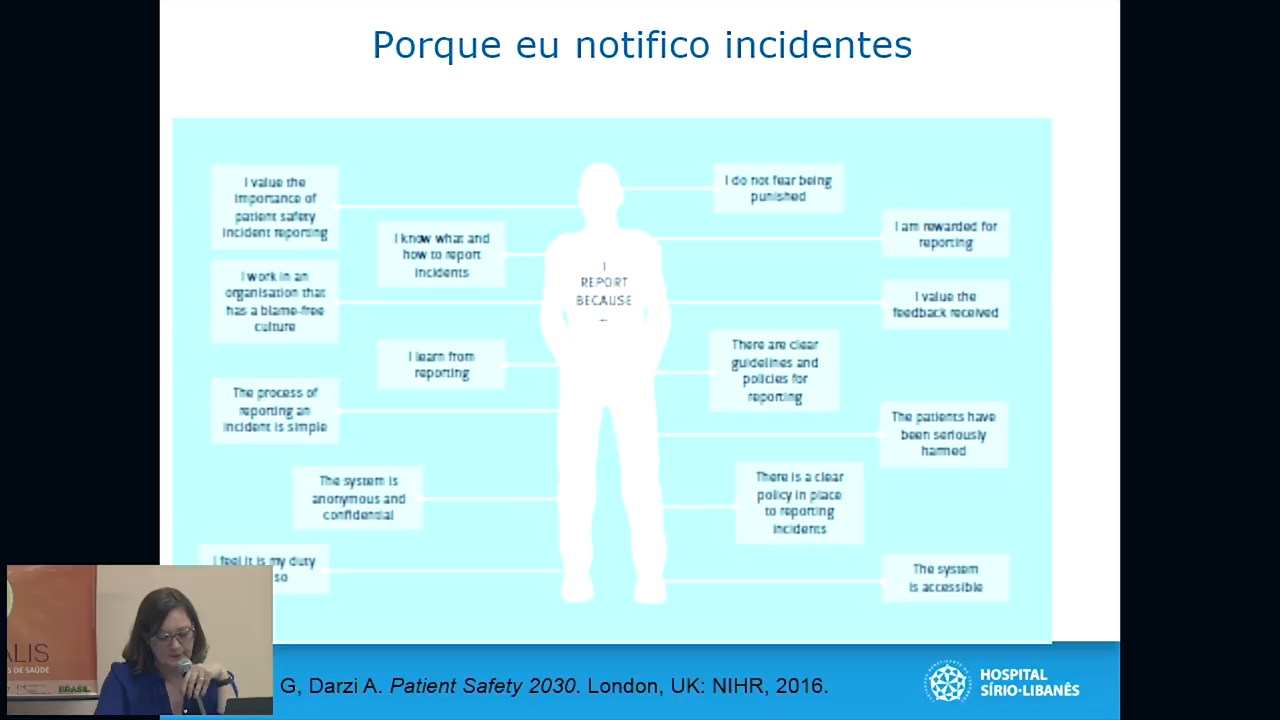 Porque eu notifico incidentes
I value the
importance of
patient safety
incident reporting
I know what and
how to report
incidents
I work in an
organisation that
has a blame-free
culture
I learn from
reporting
The process of
reporting an
incident is simple
The system is
anonymous and
confidential
I feel it is my duty
so
I
REPORT
BECAUSE
...
I do not fear being
punished
I am rewarded for
reporting
I value the
feedback received
There are clear
guidelines and
policies for
reporting
The patients have
been seriously
harmed
There is a clear
policy in place
to reporting
incidents
The system
is accessible
ALIS
S DE SAÚDE
BRASIL
G, Darzi A. Patient Safety 2030. London, UK: NIHR, 2016.
HOSPITAL
SÍRIO-LIBANÊS